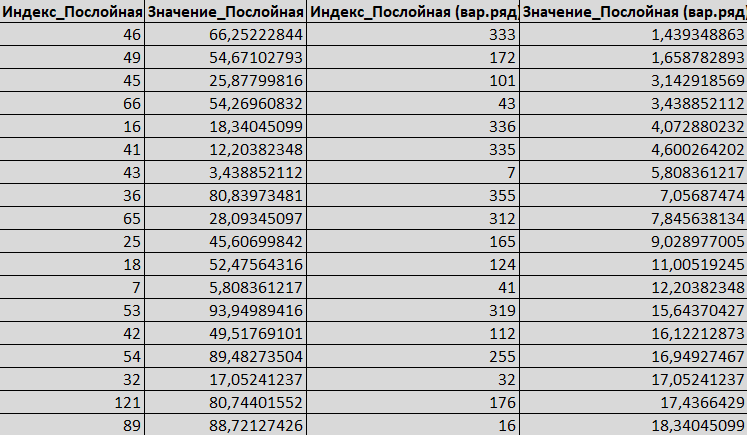 Индекс_Послойная Значение_Послойная Индекс_Послойная (вар.ряд) Значение_Послойная (вар.ряд)
46 66,25222844 333 1,439348863
49 54,67102793 172 1,658782893
45 25,87799816 101 3,142918569
66 54,26960832 43 3,438852112
16 18,34045099 336 4,072880232
41 12,20382348 335 4,600264202
43 3,438852112 7 5,808361217
36 80,83973481 355 7,05687474
65 28,09345097 312 7,845638134
25 45,60699842 165 9,028977005
18 52,47564316 124 11,00519245
7 5,808361217 41 12,20382348
53 93,94989416 319 15,64370427
42 49,51769101 112 16,12212873
54 89,48273504 255 16,94927467
32 17,05241237 32 17,05241237
121 80,74401552 176 17,4366429
89 88,72127426 16 18,34045099